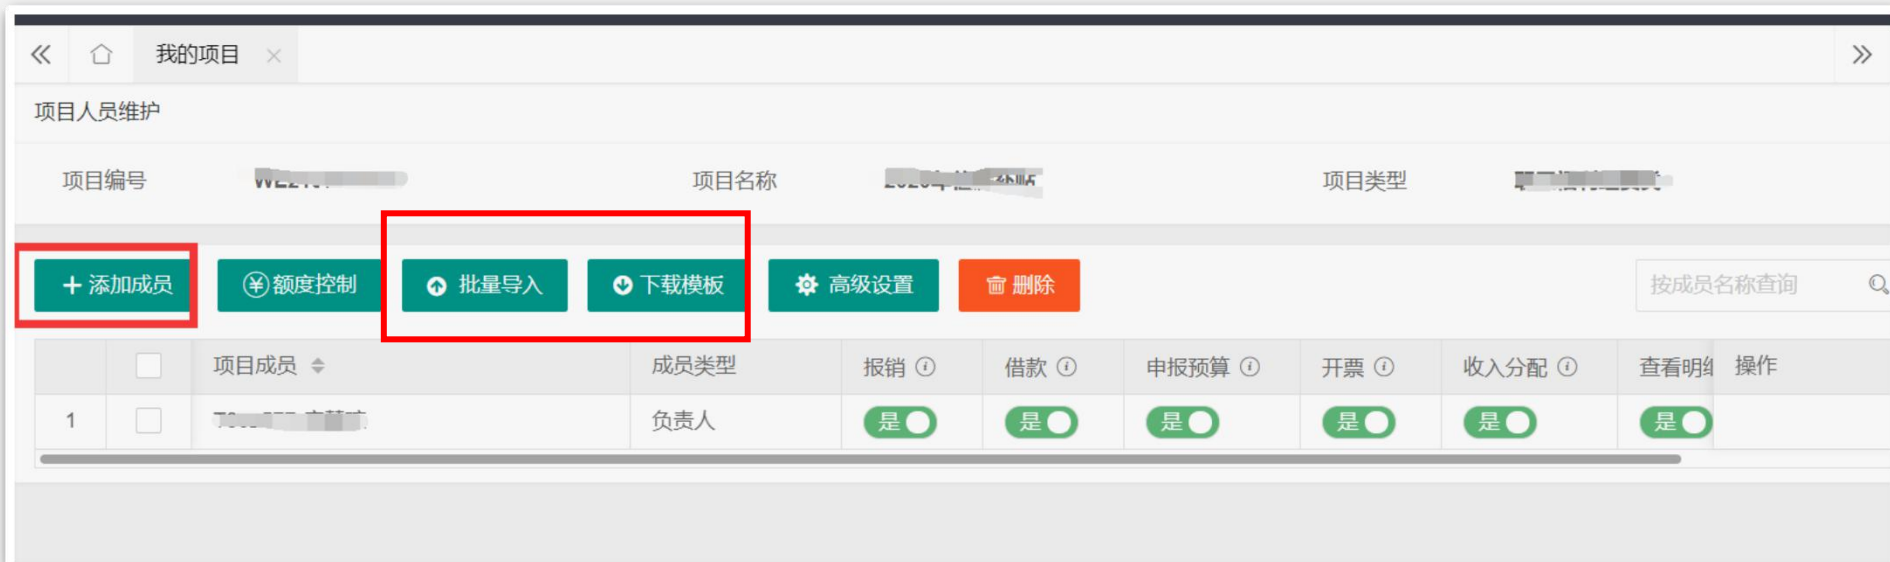 我的项目
项目人员维护
项目编号 项目名称 项目类型
添加成员 额度控制 批量导入 下载模板 高级设置 删除 按成员名称查询
项目成员 成员类型 报销 借款 申报预算 开票 收入分配 查看明细 操作
1 负责人 是 是 是 是 是 是